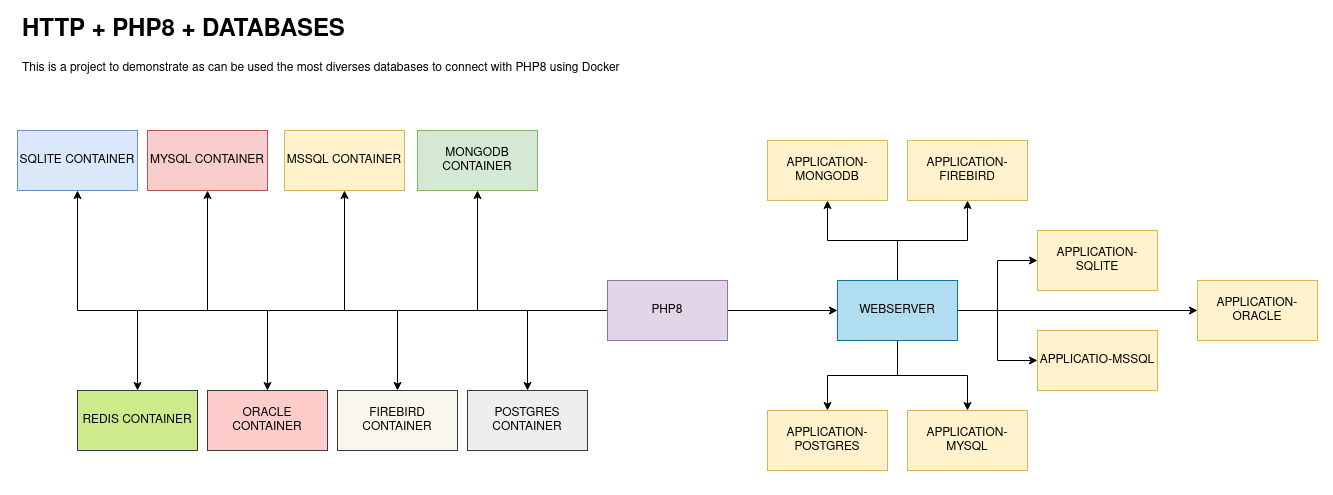 HTTP + PHP8 + DATABASES
This is a project to demonstrate as can be used the most diverses databases to connect with PHP8 using Docker
SQLITE CONTAINER
MYSQL CONTAINER
MSSQL CONTAINER
MONGODB
CONTAINER
APPLICATION-
MONGODB
APPLICATION-
FIREBIRD
APPLICATION-
SQLITE
PHP8
WEBSERVER
APPLICATION-
ORACLE
APPLICATIO-MSSQL
REDIS CONTAINER
ORACLE
CONTAINER
FIREBIRD
CONTAINER
POSTGRES
CONTAINER
APPLICATION-
POSTGRES
APPLICATION-
MYSQL